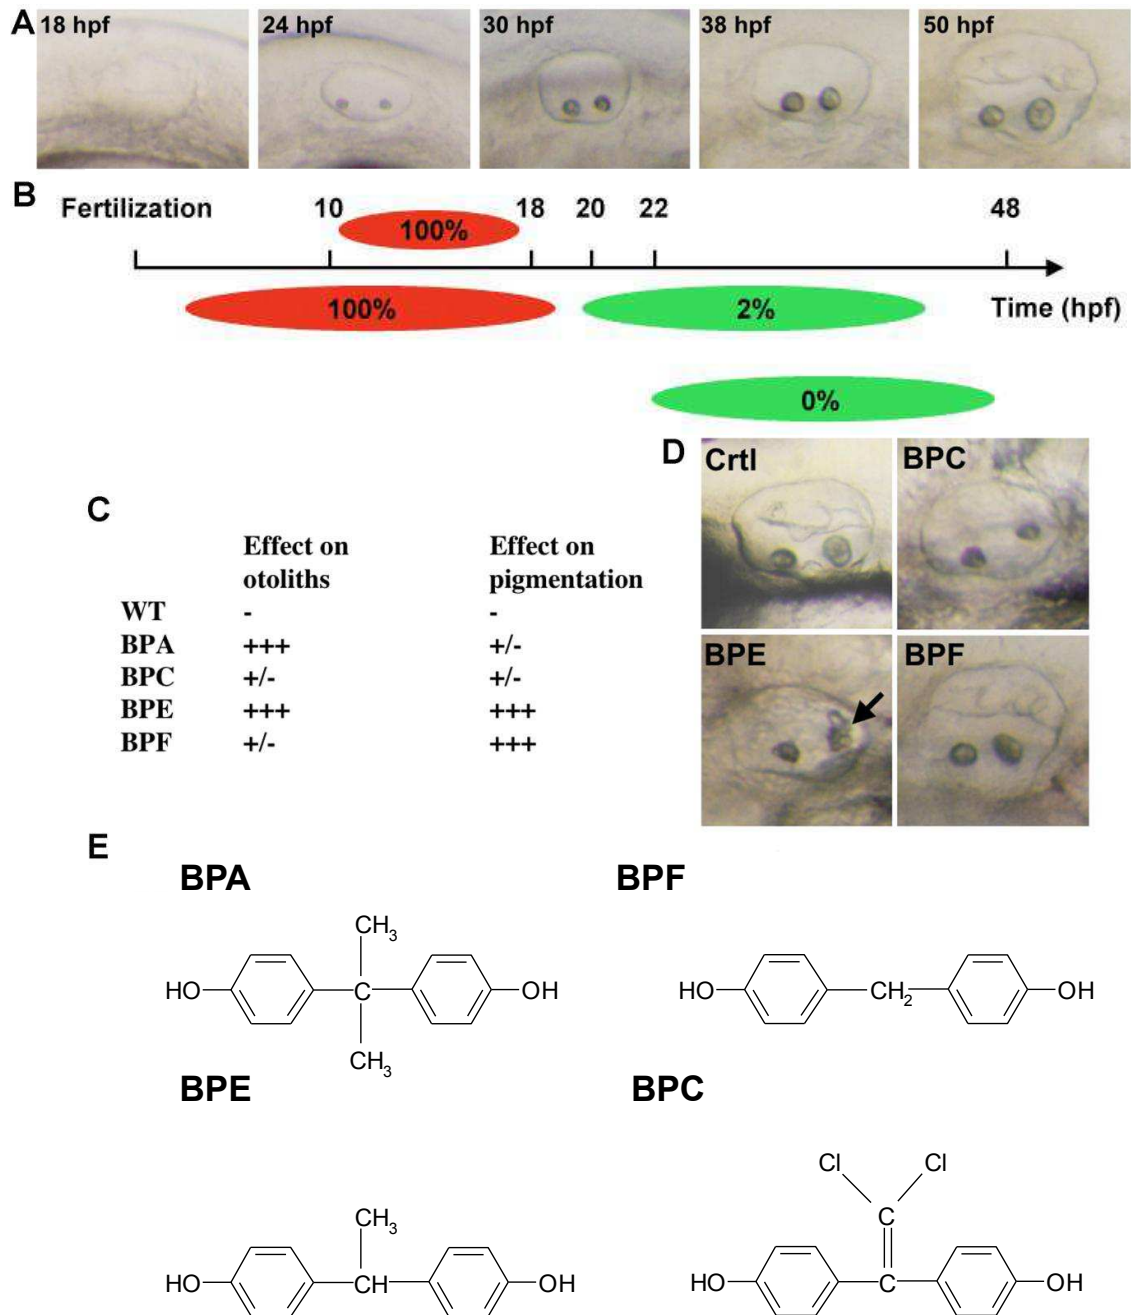 A 18 hpf 24 hpf 30 hpf 38 hpf 50 hpf
B Fertilization 10 18 20 22 48
100%
100% 2% Time (hpf)
0%
C
Effect on otoliths Effect on pigmentation
WT - -
BPA +++ +/-
BPC +/- +/-
BPE +++ +++
BPF +/- +++
D Crtl BPC
BPE BPF
E
BPA BPF
CH3
HO C OH HO CH2 OH
CH3
BPE BPC
Cl Cl
CH3 C
HO CH OH HO C OH